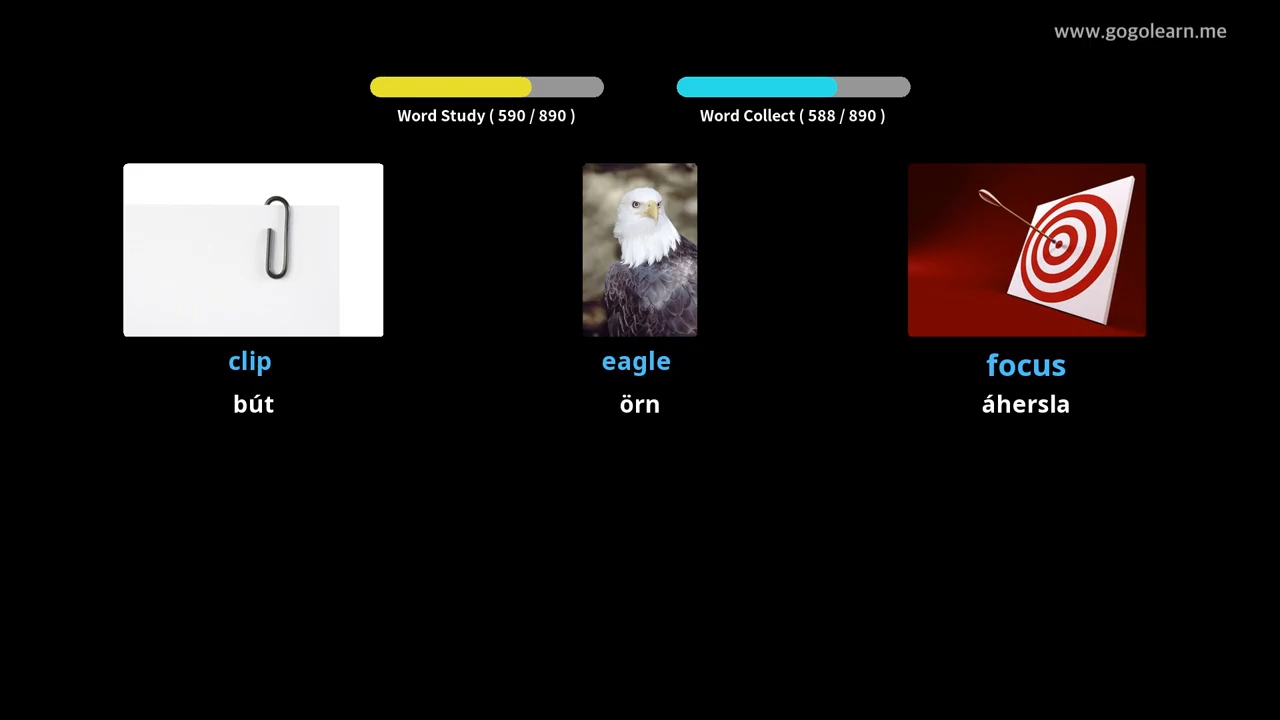 www.gogolearn.me
Word Study ( 590 / 890 )
Word Collect ( 588 / 890 )
clip
eagle
focus
bút
örn
áhersla